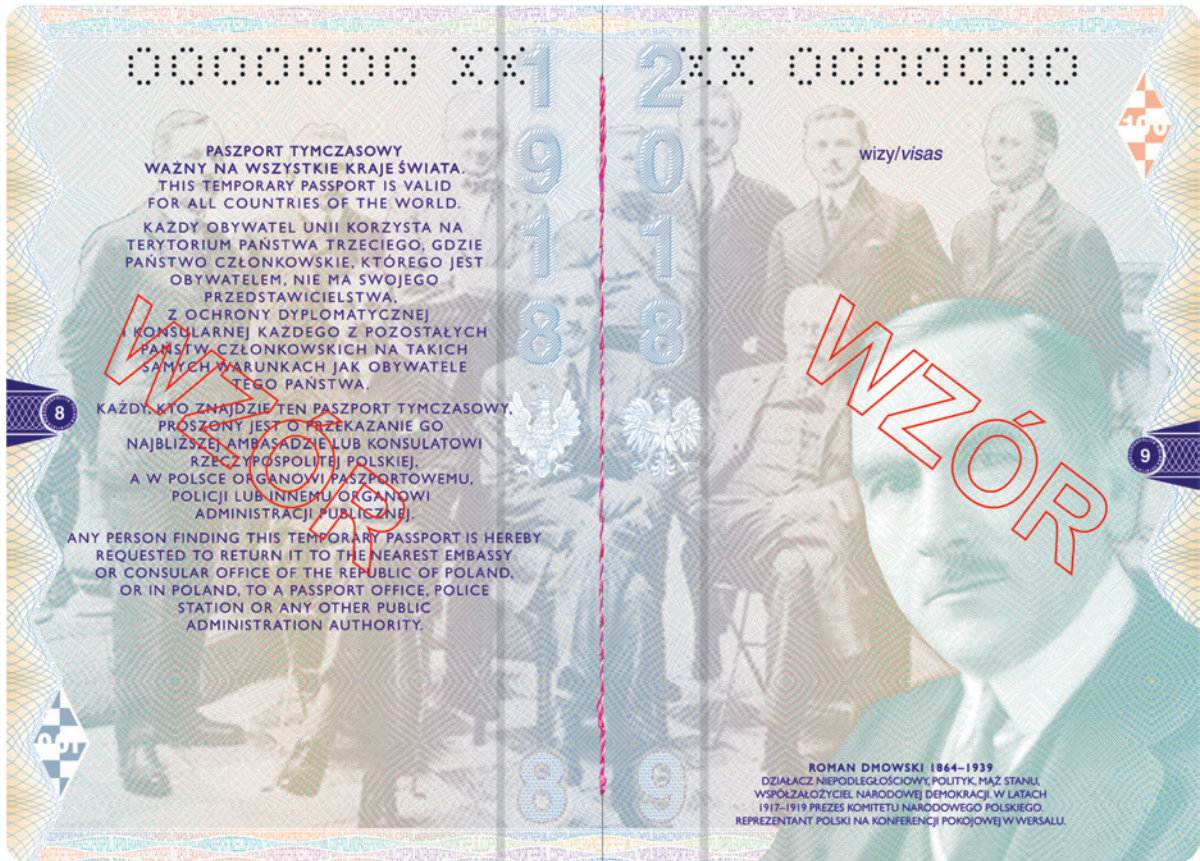 0000000 XX
1918
PASZPORT TYMCZASOWY
WAŻNY NA WSZYSTKIE KRAJE ŚWIATA.
THIS TEMPORARY PASSPORT IS VALID
FOR ALL COUNTRIES OF THE WORLD.
KAŻDY OBYWATEL UNII KORZYSTA NA
TERYTORIUM PAŃSTWA TRZECIEGO, GDZIE
PAŃSTWO CZŁONKOWSKIE, KTÓREGO JEST
OBYWATELEM, NIE MA SWOJEGO
PRZEDSTAWICIELSTWA,
Z OCHRONY DYPLOMATYCZNEJ
I KONSULARNEJ KAŻDEGO Z POZOSTAŁYCH
PAŃSTW CZŁONKOWSKICH NA TAKICH
SAMYCH WARUNKACH JAK OBYWATELE
TEGO PAŃSTWA.
KAŻDY, KTO ZNAJDZIE TEN PASZPORT TYMCZASOWY,
PROSZONY JEST O PRZEKAZANIE GO
NAJBLIŻSZEJ AMBASADZIE LUB KONSULATOWI
RZECZYPOSPOLITEJ POLSKIEJ,
A W POLSCE ORGANOWI PASZPORTOWEMU,
POLICJI LUB INNEMU ORGANOWI
ADMINISTRACJI PUBLICZNEJ.
ANY PERSON FINDING THIS TEMPORARY PASSPORT IS HEREBY
REQUESTED TO RETURN IT TO THE NEAREST EMBASSY
OR CONSULAR OFFICE OF THE REPUBLIC OF POLAND,
OR IN POLAND, TO A PASSPORT OFFICE, POLICE
STATION OR ANY OTHER PUBLIC
ADMINISTRATION AUTHORITY.
WZÓR
8
8
XX 0000000
2018
100
wizy/visas
WZÓR
9
9
ROMAN DMOWSKI 1864–1939
DZIAŁACZ NIEPODLEGŁOŚCIOWY, POLITYK, MĄŻ STANU,
WSPÓŁZAŁOŻYCIEL NARODOWEJ DEMOKRACJI. W LATACH
1917–1919 PREZES KOMITETU NARODOWEGO POLSKIEGO.
REPREZENTANT POLSKI NA KONFERENCJI POKOJOWEJ W WERSALU.